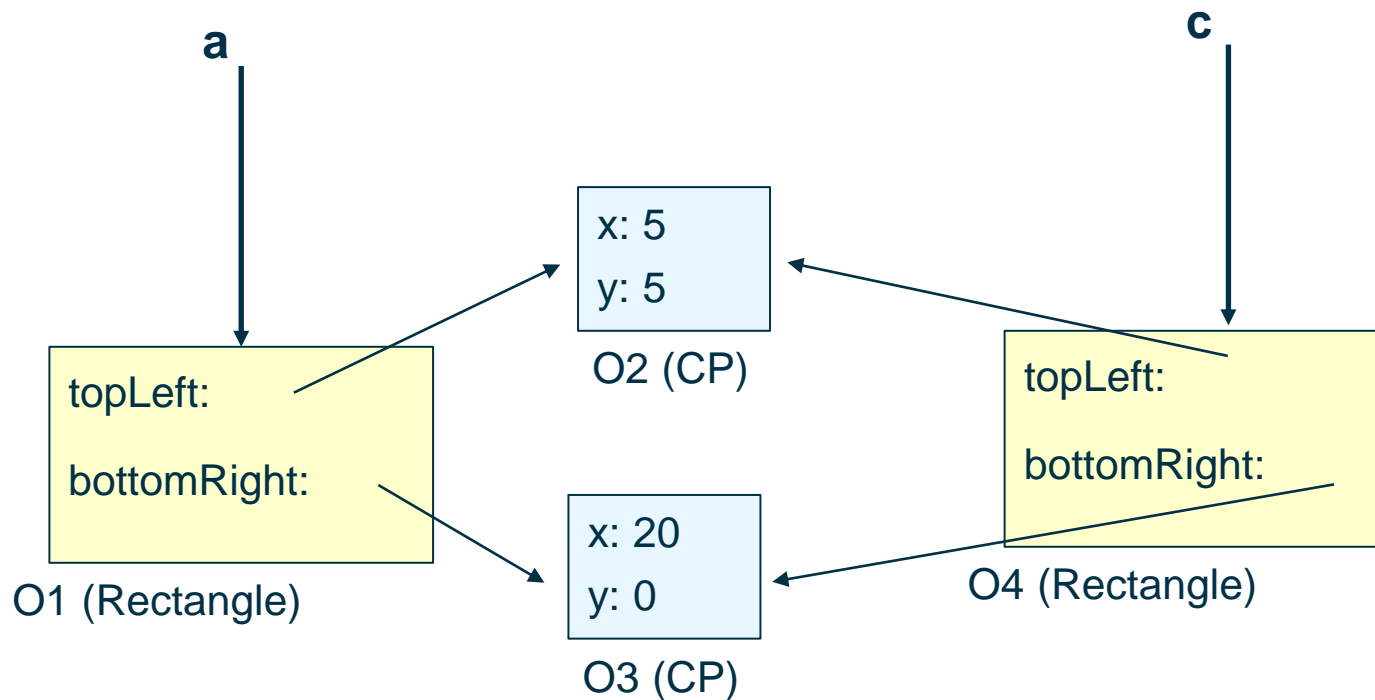 a
c
x: 5
y: 5
O2 (CP)
topLeft:
bottomRight:
O1 (Rectangle)
topLeft:
bottomRight:
O4 (Rectangle)
x: 20
y: 0
O3 (CP)